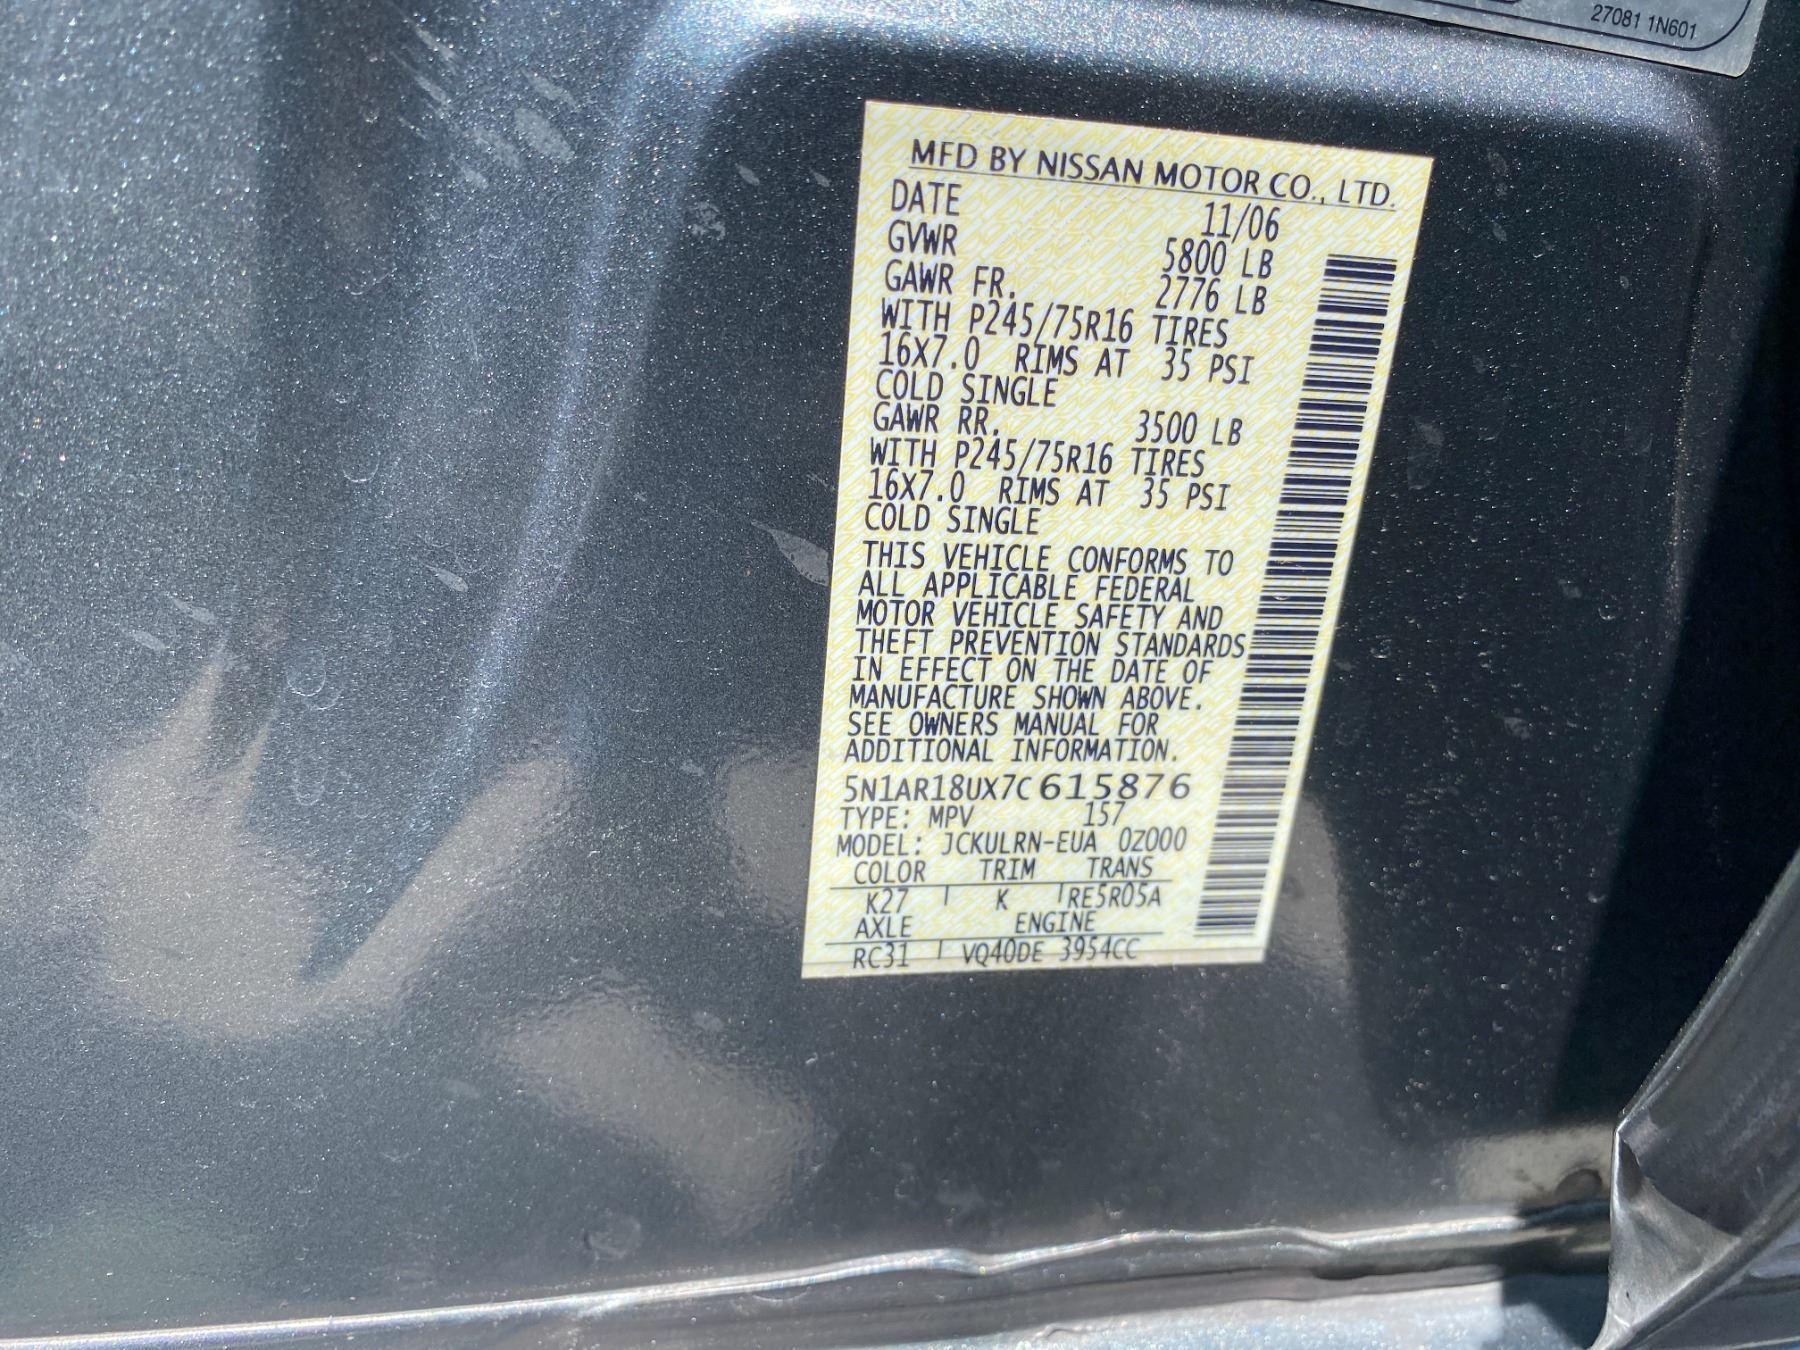 27081 1N601
MFD BY NISSAN MOTOR CO., LTD.
DATE 11/06
GVWR 5800 LB
GAWR FR. 2776 LB
WITH P245/75R16 TIRES
16X7.0 RIMS AT 35 PSI
COLD SINGLE
GAWR RR. 3500 LB
WITH P245/75R16 TIRES
16X7.0 RIMS AT 35 PSI
COLD SINGLE
THIS VEHICLE CONFORMS TO
ALL APPLICABLE FEDERAL
MOTOR VEHICLE SAFETY AND
THEFT PREVENTION STANDARDS
IN EFFECT ON THE DATE OF
MANUFACTURE SHOWN ABOVE.
SEE OWNERS MANUAL FOR
ADDITIONAL INFORMATION.
5N1AR18UX7C615876
TYPE: MPV 157
MODEL: JCKULRN-EUA 0Z000
COLOR TRIM TRANS
K27 K RE5R05A
AXLE ENGINE
RC31 VQ40DE 3954CC